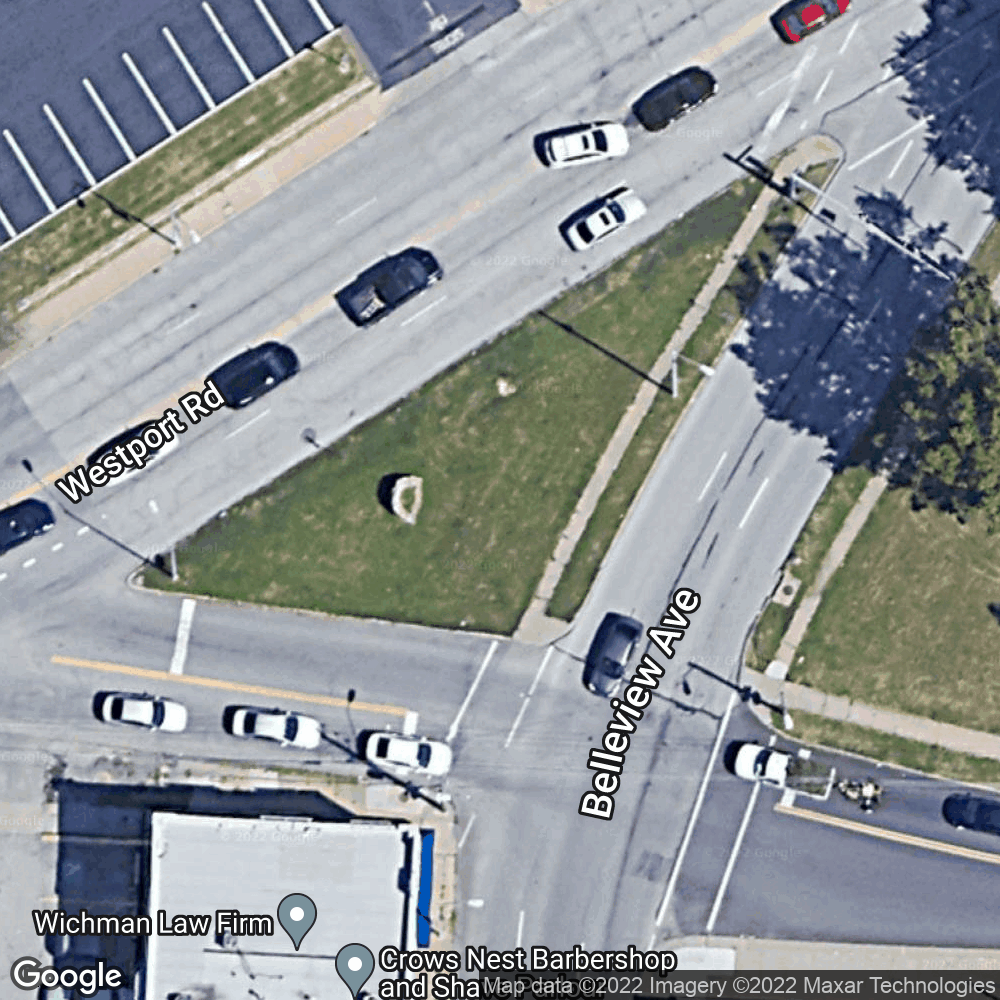 Westport Rd
Belleview Ave
Wichman Law Firm
Crows Nest Barbershop
Google
Map data ©2022 Imagery ©2022 Maxar Technologies